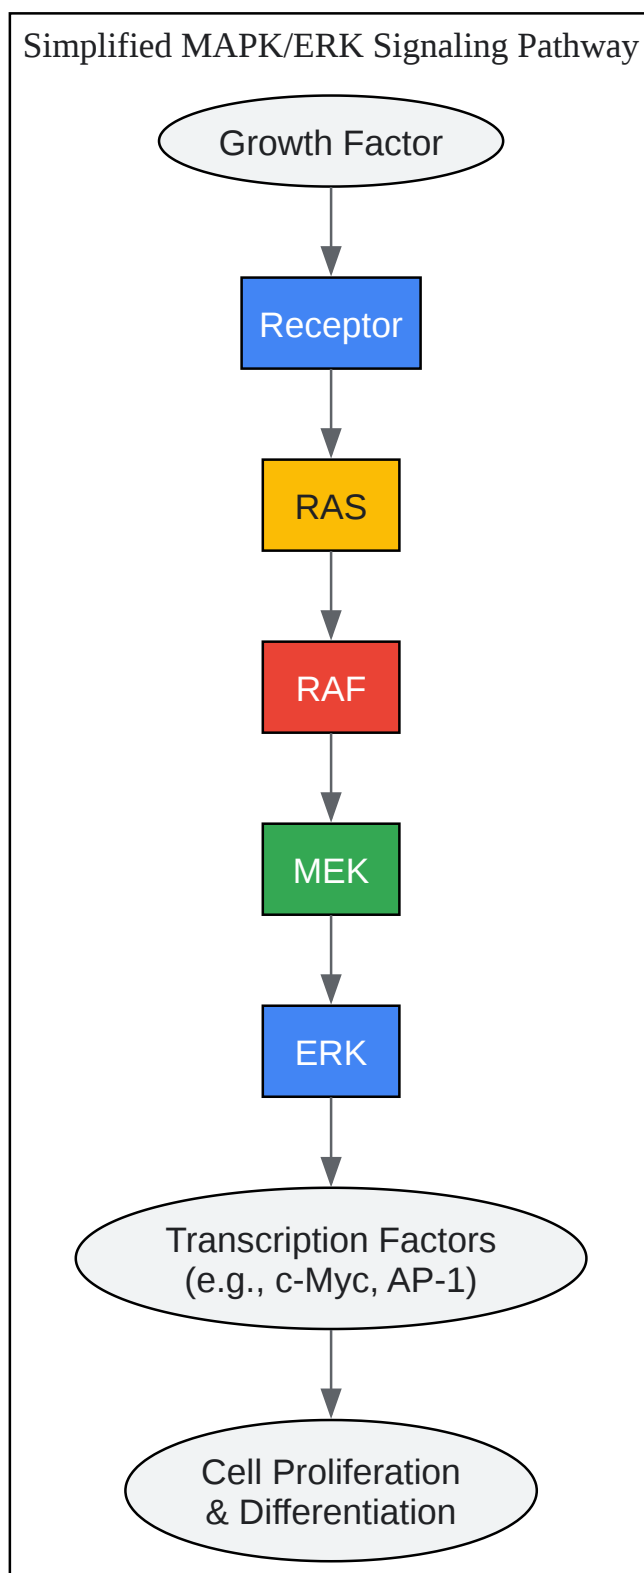 Simplified MAPK/ERK Signaling Pathway
Growth Factor
Receptor
RAS
RAF
MEK
ERK
Transcription Factors
(e.g., c-Myc, AP-1)
Cell Proliferation
& Differentiation